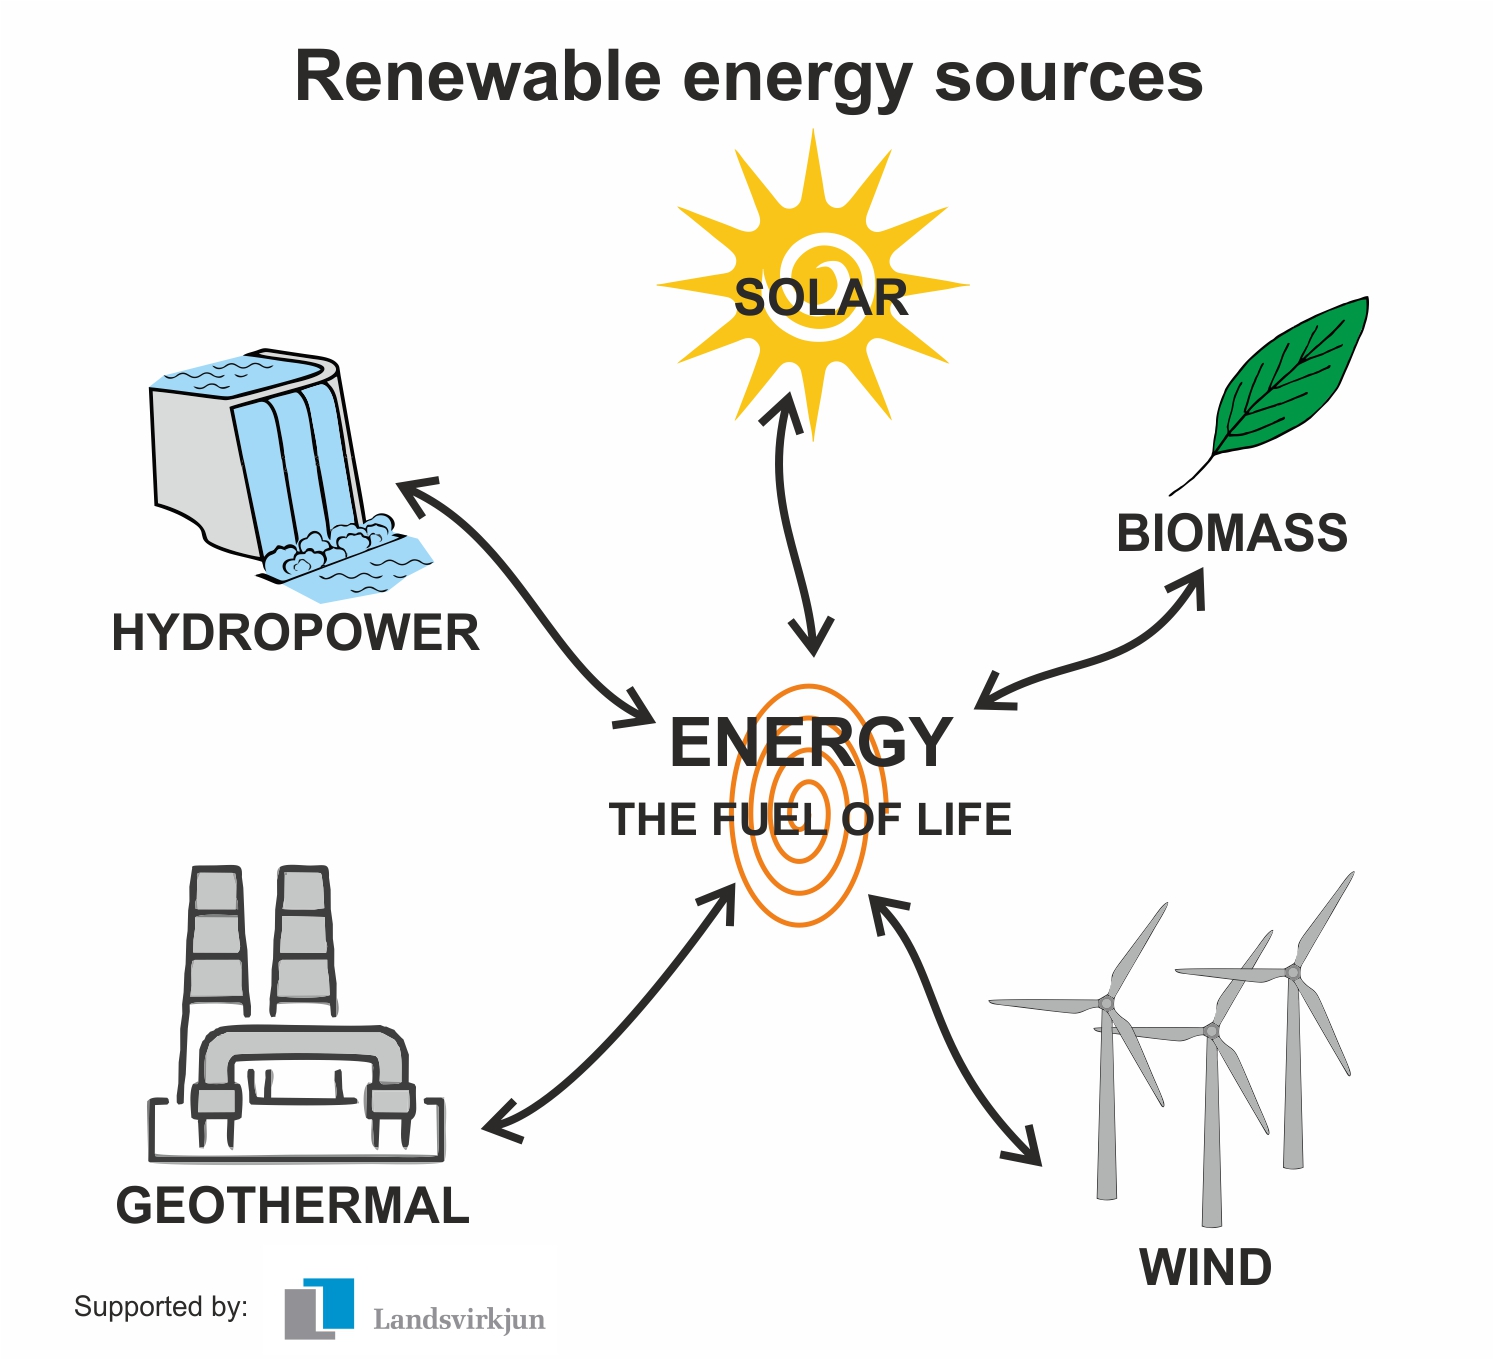 Renewable energy sources
SOLAR
BIOMASS
HYDROPOWER
ENERGY
THE FUEL OF LIFE
GEOTHERMAL
WIND
Supported by:
Landsvirkjun